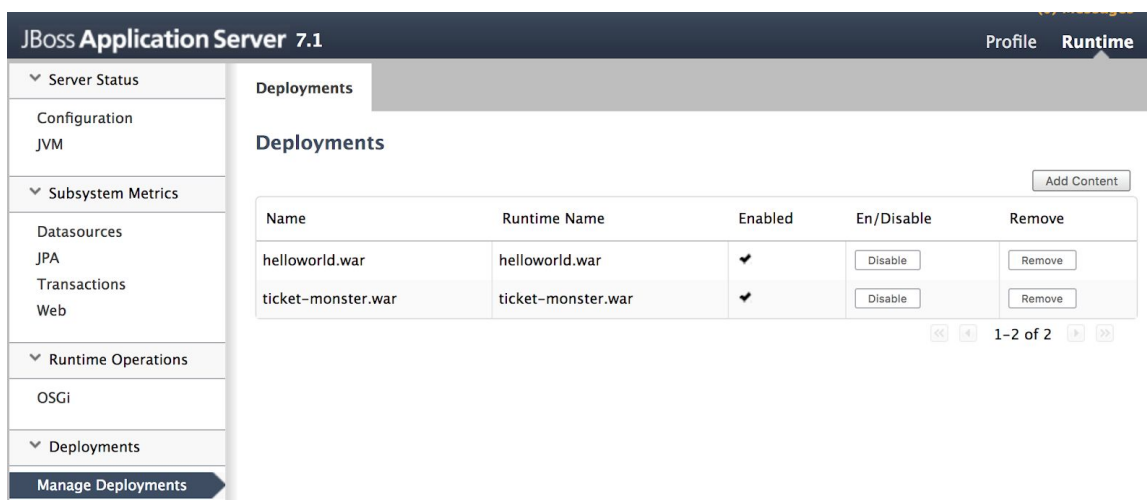 JBoss Application Server 7.1
Profile Runtime
Server Status
Configuration
JVM
Subsystem Metrics
Datasources
JPA
Transactions
Web
Runtime Operations
OSGi
Deployments
Manage Deployments
Deployments
Deployments
Add Content
Name Runtime Name Enabled En/Disable Remove
helloworld.war helloworld.war Disable Remove
ticket-monster.war ticket-monster.war Disable Remove
1-2 of 2